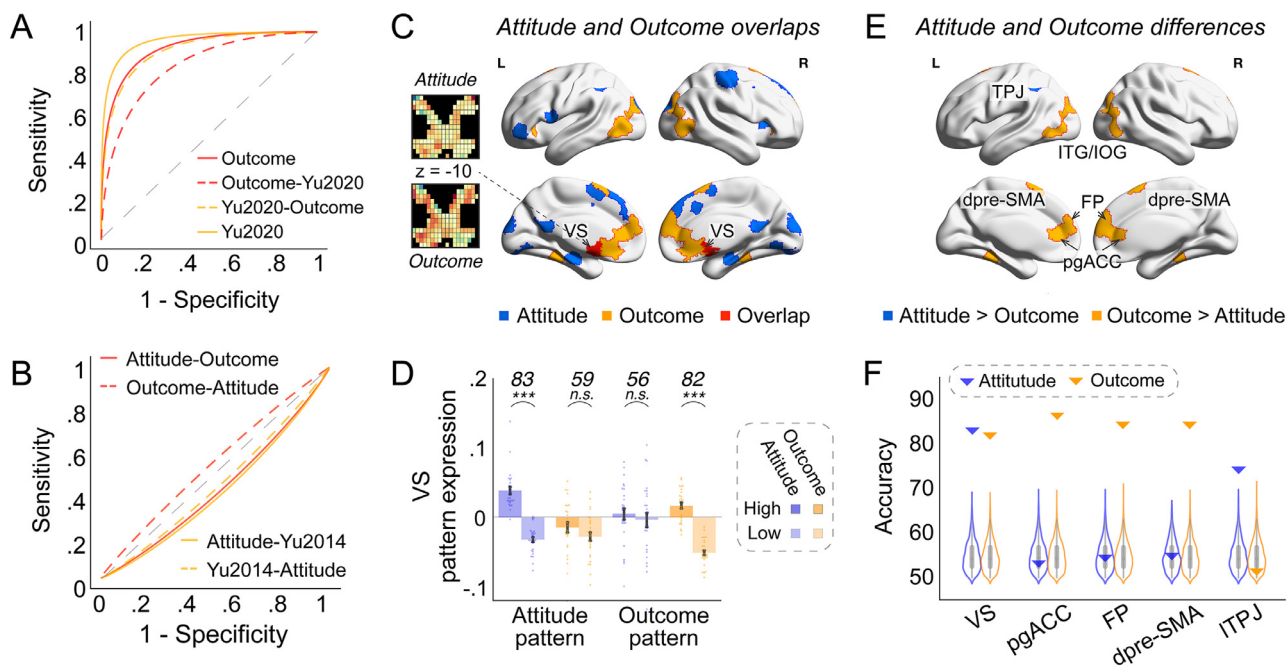 A
Sensitivity
1
.8
.6
.4
.2
0
0 .2 .4 .6 .8 1
1 - Specificity
Outcome
Outcome-Yu2020
Yu2020-Outcome
Yu2020
B
Sensitivity
1
.8
.6
.4
.2
0
0 .2 .4 .6 .8 1
1 - Specificity
Attitude-Outcome
Outcome-Attitude
Attitude-Yu2014
Yu2014-Attitude
C
Attitude and Outcome overlaps
L R
Attitude
z = -10
Outcome
VS VS
Attitude Outcome Overlap
D
VS
pattern expression
.2
.1
0
-.1
83 59 56 82
*** n.s. n.s. ***
Attitude
pattern
Outcome
pattern
Outcome
Attitude
High
Low
E
Attitude and Outcome differences
L R
TPJ
ITG/IOG
dpre-SMA FP dpre-SMA
pgACC
Attitude > Outcome Outcome > Attitude
F
Attitutude Outcome
Accuracy
90
80
70
60
50
VS pgACC FP dpre-SMA lTPJ